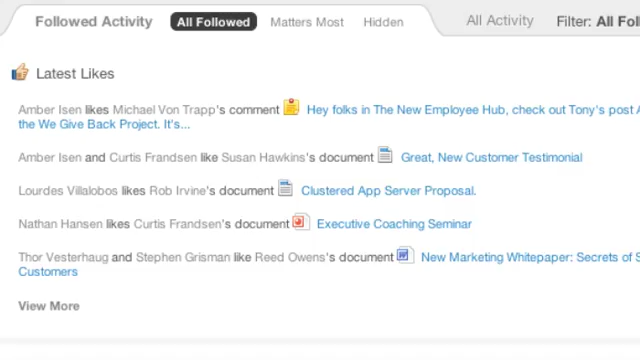 Followed Activity All Followed Matters Most Hidden All Activity Filter: All
Latest Likes
Amber Isen likes Michael Von Trapp's comment Hey folks in The New Employee Hub, check out Tony's post
the We Give Back Project. It's...
Amber Isen and Curtis Frandsen like Susan Hawkins's document Great, New Customer Testimonial
Lourdes Villalobos likes Rob Irvine's document Clustered App Server Proposal.
Nathan Hansen likes Curtis Frandsen's document Executive Coaching Seminar
Thor Vesterhaug and Stephen Grisman like Reed Owens's document New Marketing Whitepaper: Secrets of
Customers
View More